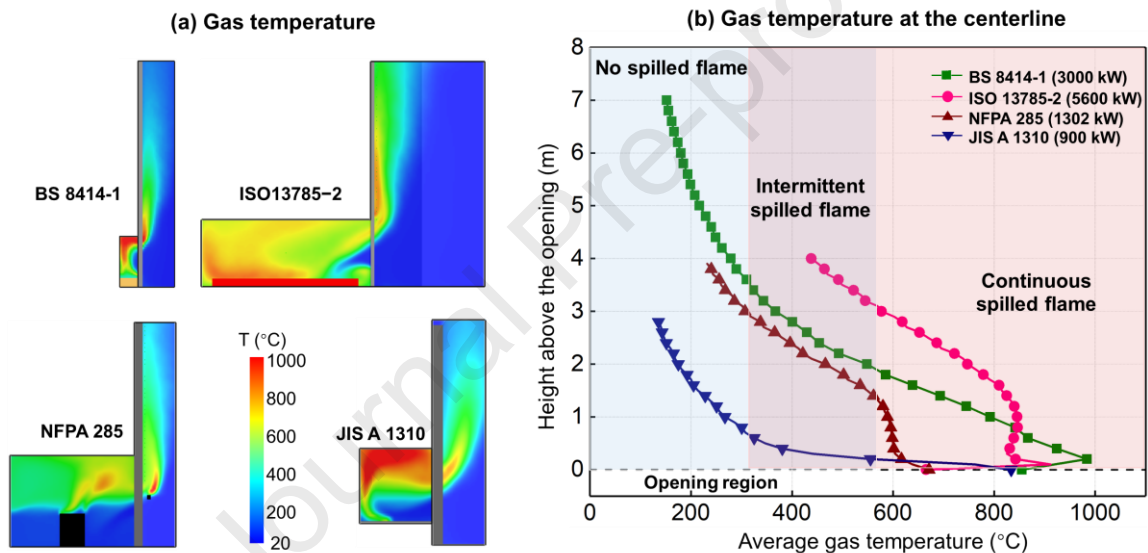 (a) Gas temperature
BS 8414-1
ISO13785−2
NFPA 285
T (°C)
1000
800
600
400
200
20
JIS A 1310
(b) Gas temperature at the centerline
Height above the opening (m)
8
7
6
5
4
3
2
1
0
No spilled flame
Intermittent
spilled flame
Continuous
spilled flame
BS 8414-1 (3000 kW)
ISO 13785-2 (5600 kW)
NFPA 285 (1302 kW)
JIS A 1310 (900 kW)
Opening region
0 200 400 600 800 1000
Average gas temperature (°C)
Journal Pre-pro